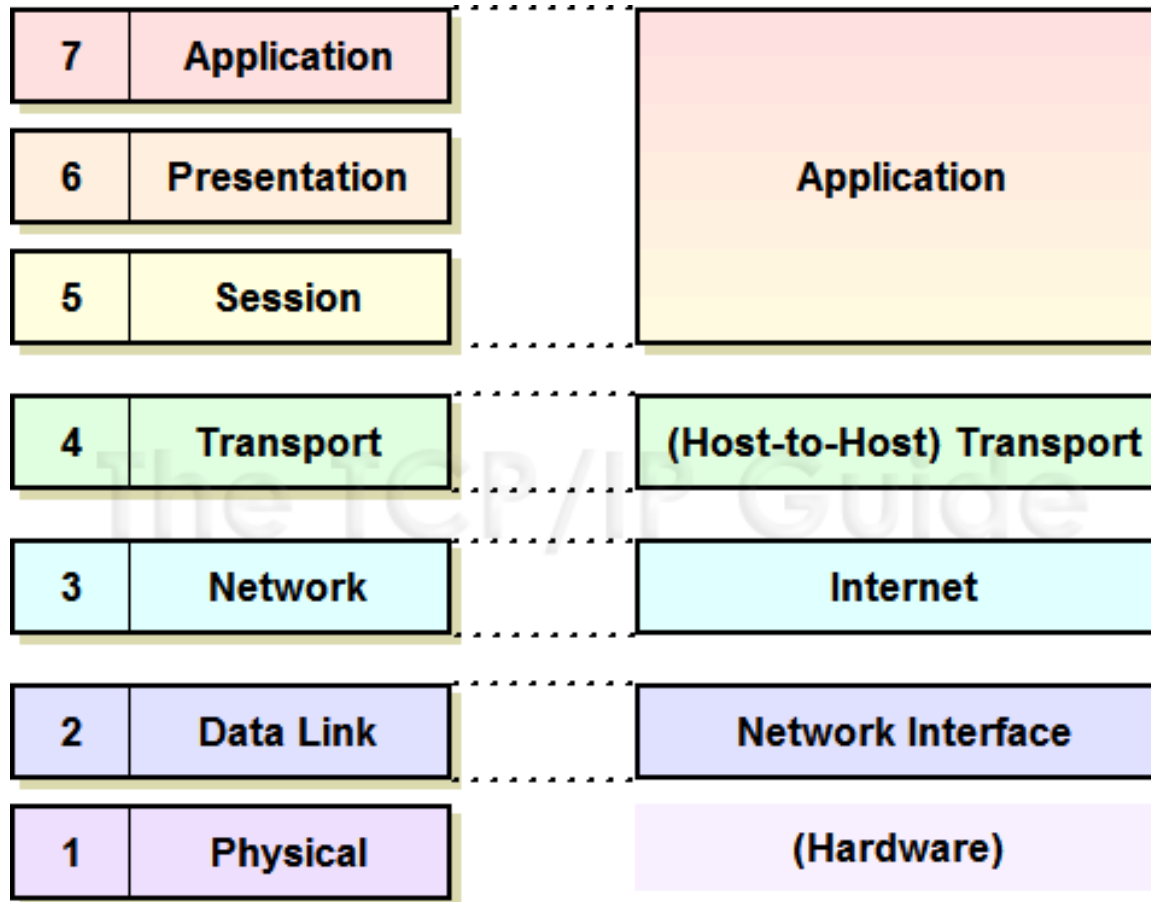 7 Application
6 Presentation
5 Session
4 Transport
3 Network
2 Data Link
1 Physical
Application
(Host-to-Host) Transport
Internet
Network Interface
(Hardware)
The TCP/IP Guide